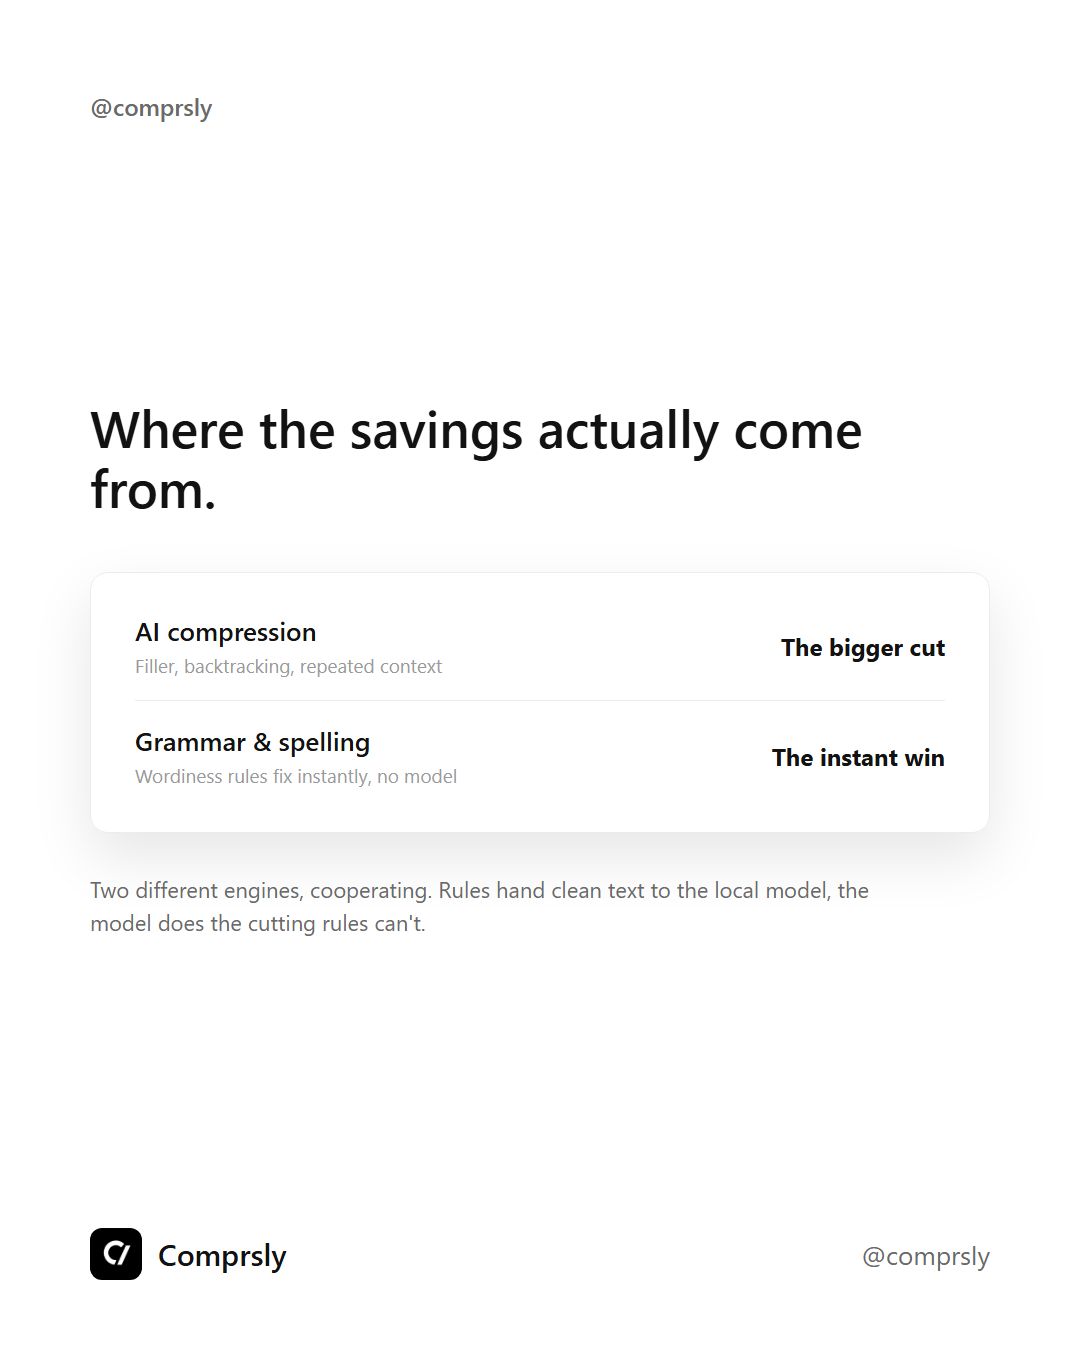 @comprsly
Where the savings actually come
from.
AI compression
Filler, backtracking, repeated context
The bigger cut
Grammar & spelling
Wordiness rules fix instantly, no model
The instant win
Two different engines, cooperating. Rules hand clean text to the local model, the
model does the cutting rules can't.
Comprsly
@comprsly